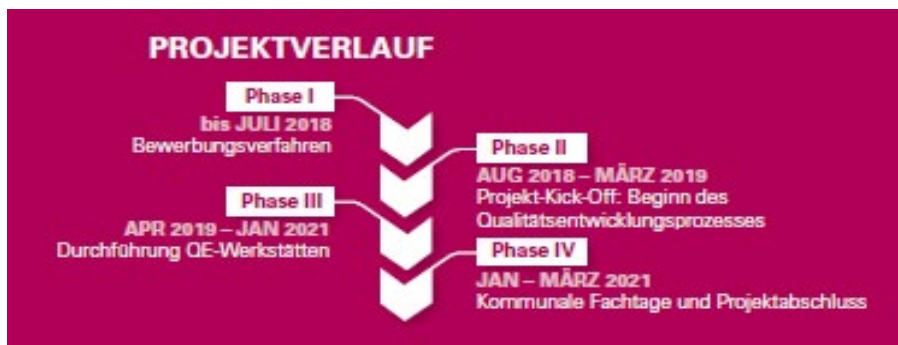 PROJEKTVERLAUF
Phase I
bis JULI 2018
Bewerbungsverfahren
Phase II
AUG 2018 – MÄRZ 2019
Projekt-Kick-Off: Beginn des
Qualitätsentwicklungsprozesses
Phase III
APR 2019 – JAN 2021
Durchführung QE-Werkstätten
Phase IV
JAN – MÄRZ 2021
Kommunale Fachtage und Projektabschluss